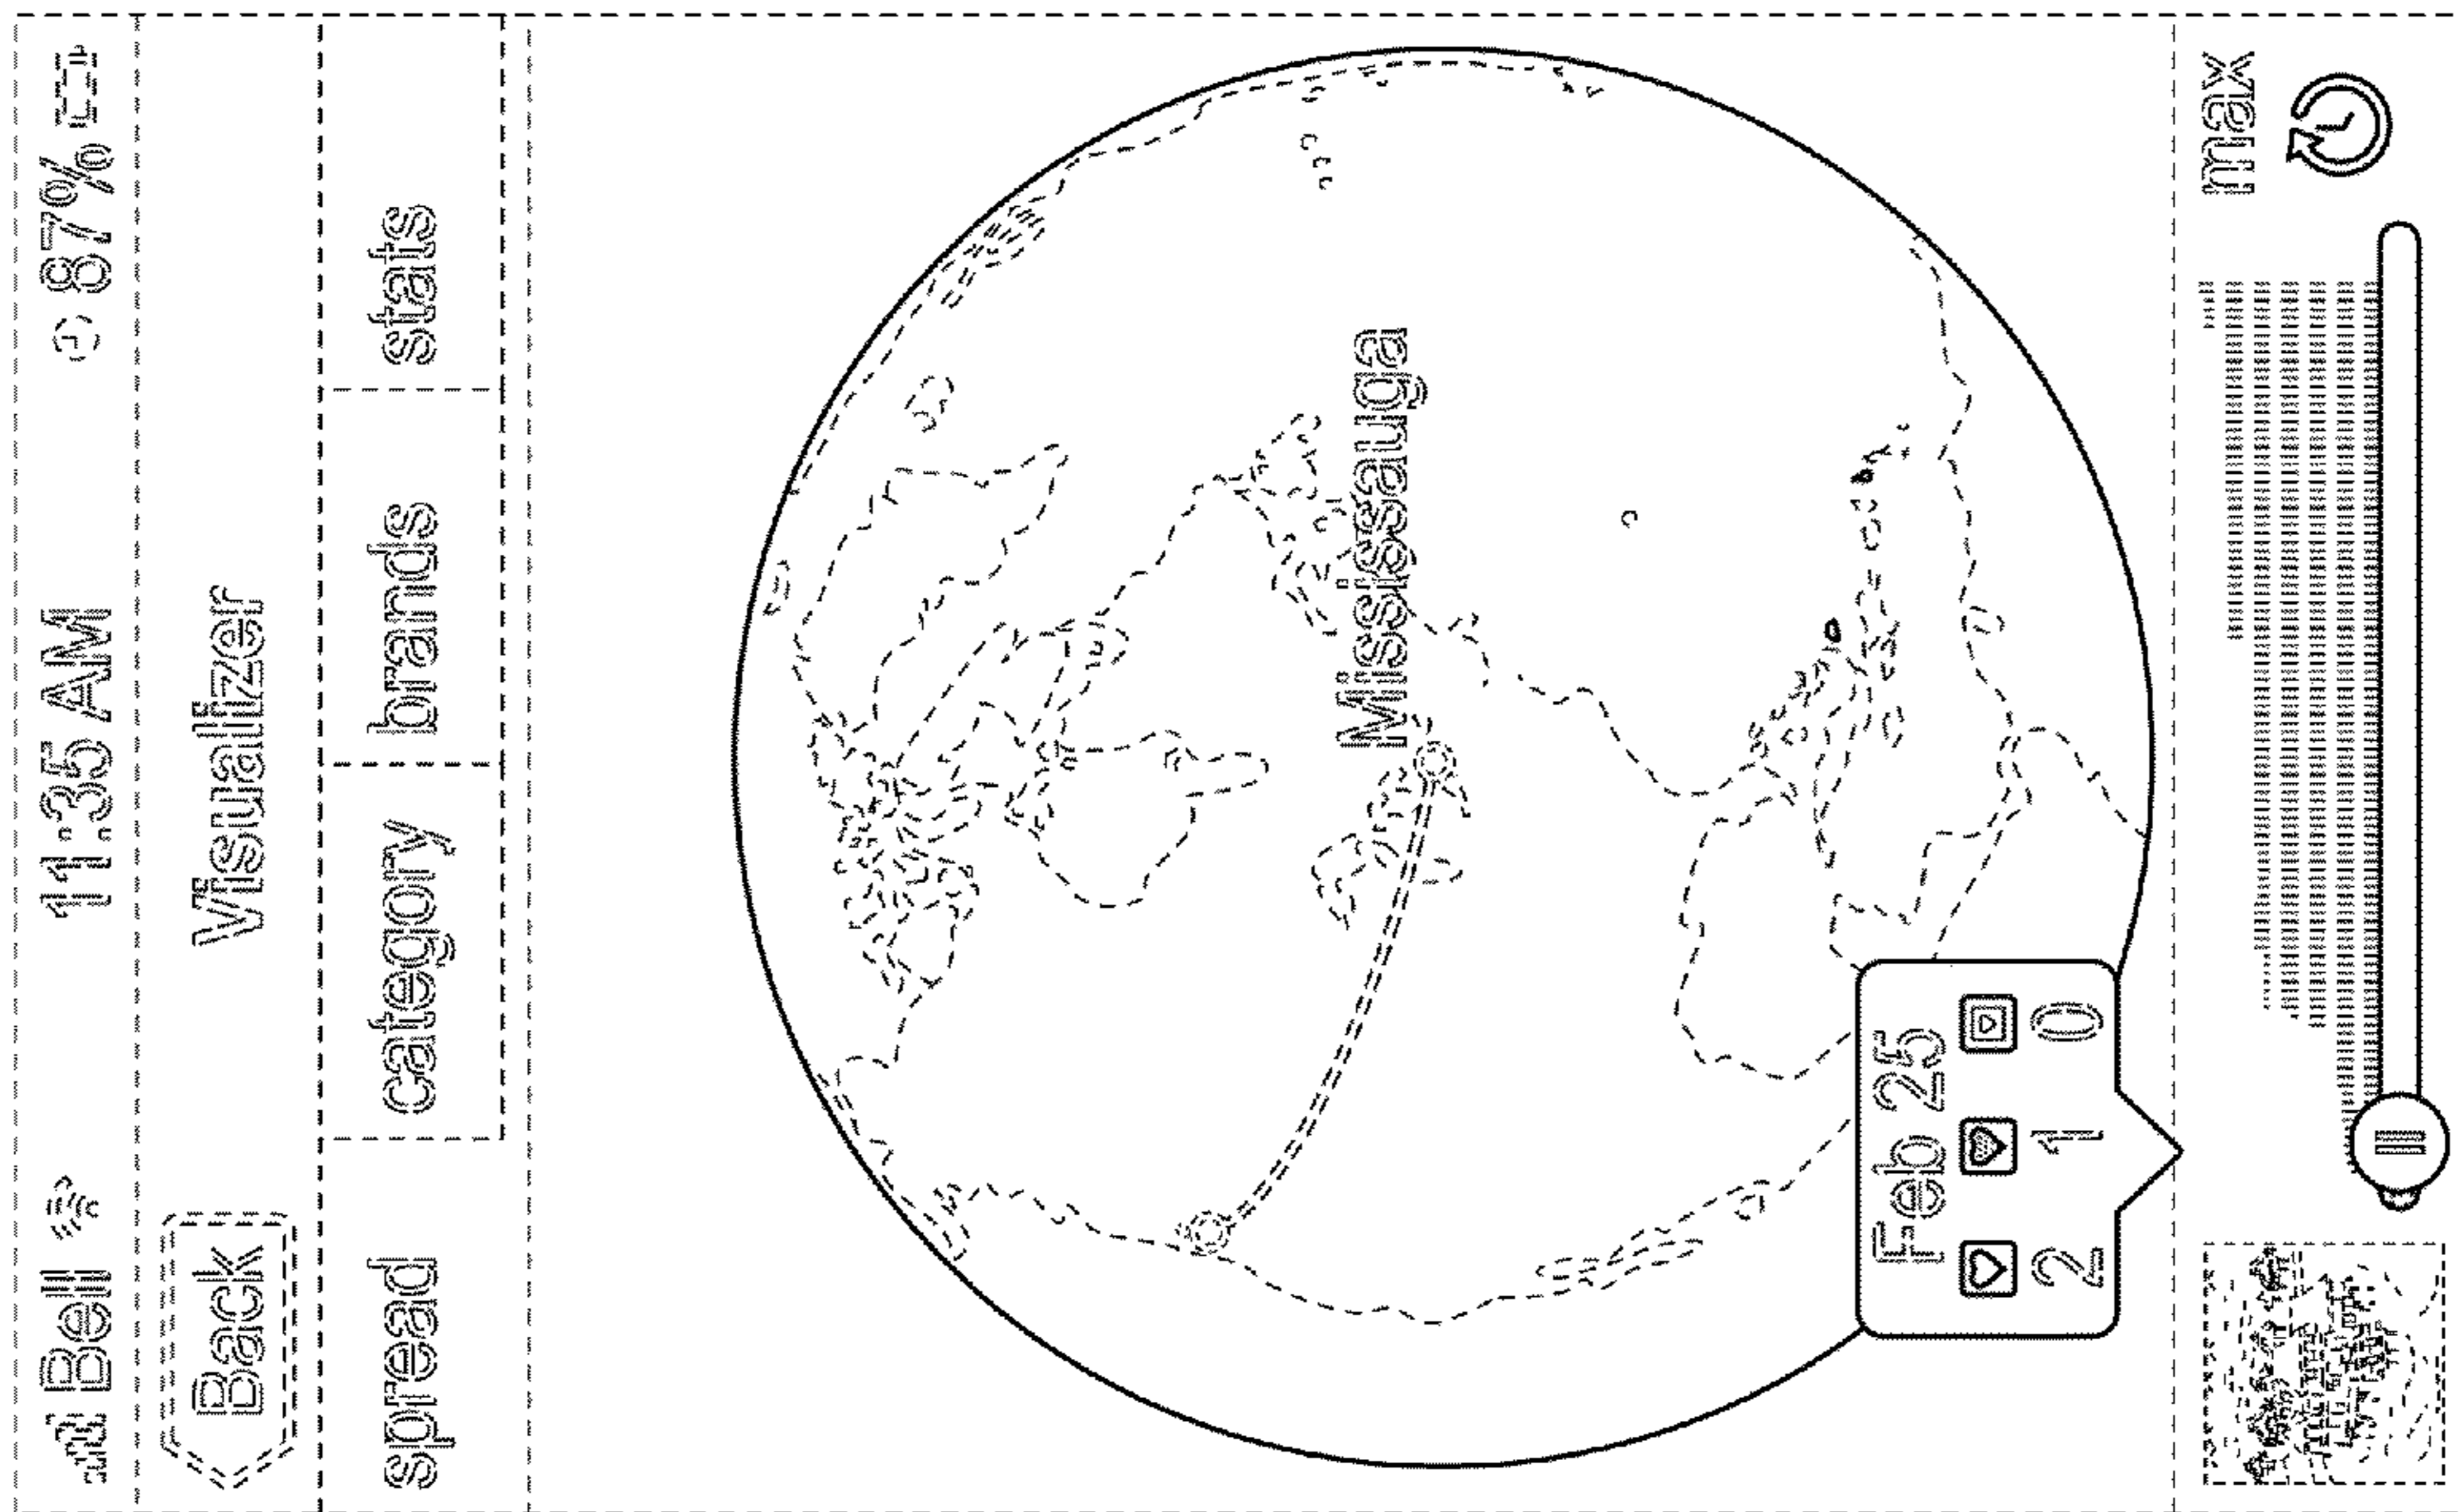 Bell 11:35 AM 87%
Back Visualizer
spread category brands stats
Mississauga
Feb 25
2 1 0
max